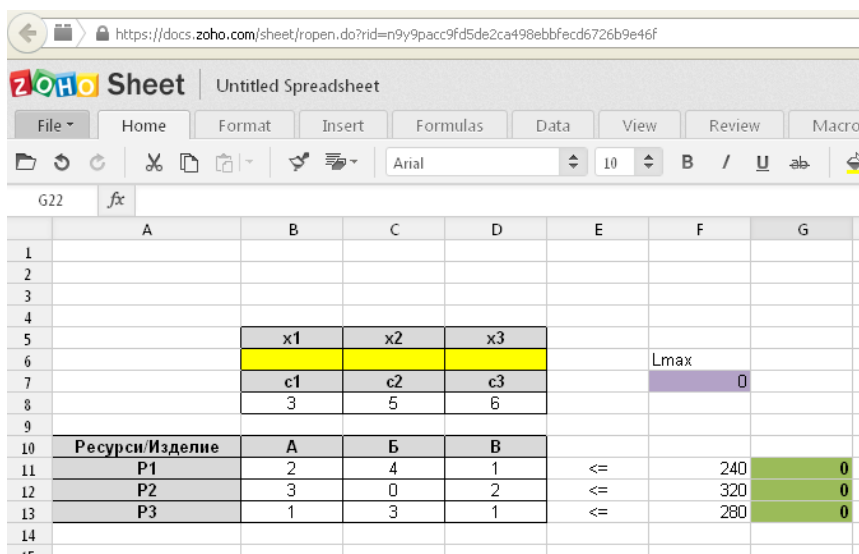 https://docs.zoho.com/sheet/ropen.do?rid=n9y9pacc9fd5de2ca498ebbfecd6726b9e46f
ZOHO Sheet Untitled Spreadsheet
File Home Format Insert Formulas Data View Review Macro
Arial 10 B I U ab
G22 fx
A B C D E F G
1
2
3
4
5 x1 x2 x3
6 Lmax
7 c1 c2 c3 0
8 3 5 6
9
10 Ресурси/Изделие А Б В
11 P1 2 4 1 <= 240 0
12 P2 3 0 2 <= 320 0
13 P3 1 3 1 <= 280 0
14